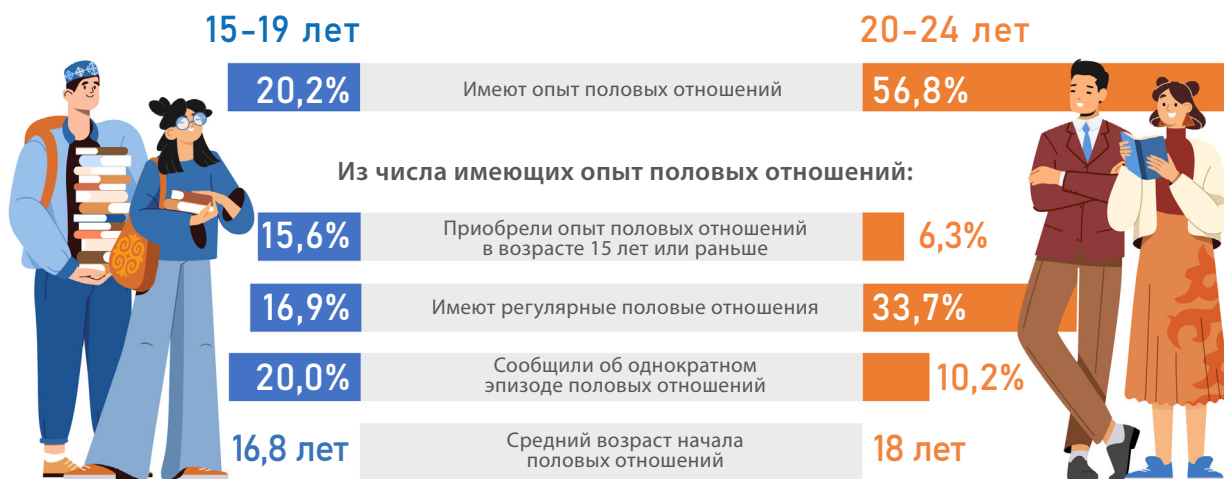 15-19 лет
20-24 лет
20,2%
Имеют опыт половых отношений
56,8%
Из числа имеющих опыт половых отношений:
15,6%
Приобрели опыт половых отношений
в возрасте 15 лет или раньше
6,3%
16,9%
Имеют регулярные половые отношения
33,7%
20,0%
Сообщили об однократном
эпизоде половых отношений
10,2%
16,8 лет
Средний возраст начала
половых отношений
18 лет